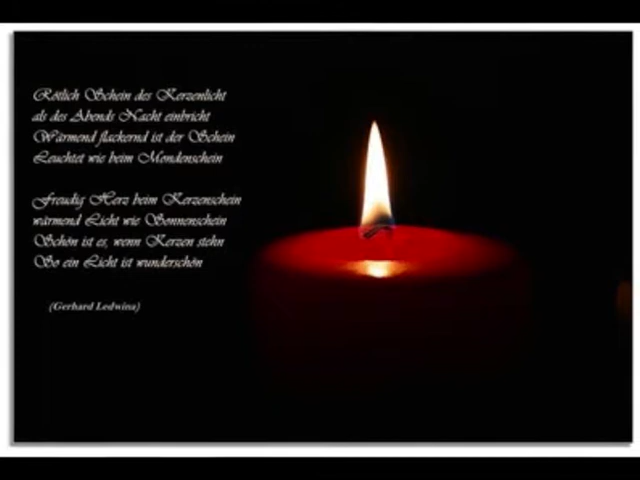 Rötlich Schein des Kerzenlicht
als des Abends Nacht einbricht
Wärmend flackernd ist der Schein
Leuchtet wie beim Mondenschein
Freudig Herz beim Kerzenschein
wärmend Licht wie Sonnenschein
Schön ist es, wenn Kerzen stehn
So ein Licht ist wunderschön
(Gerhard Ledwina)